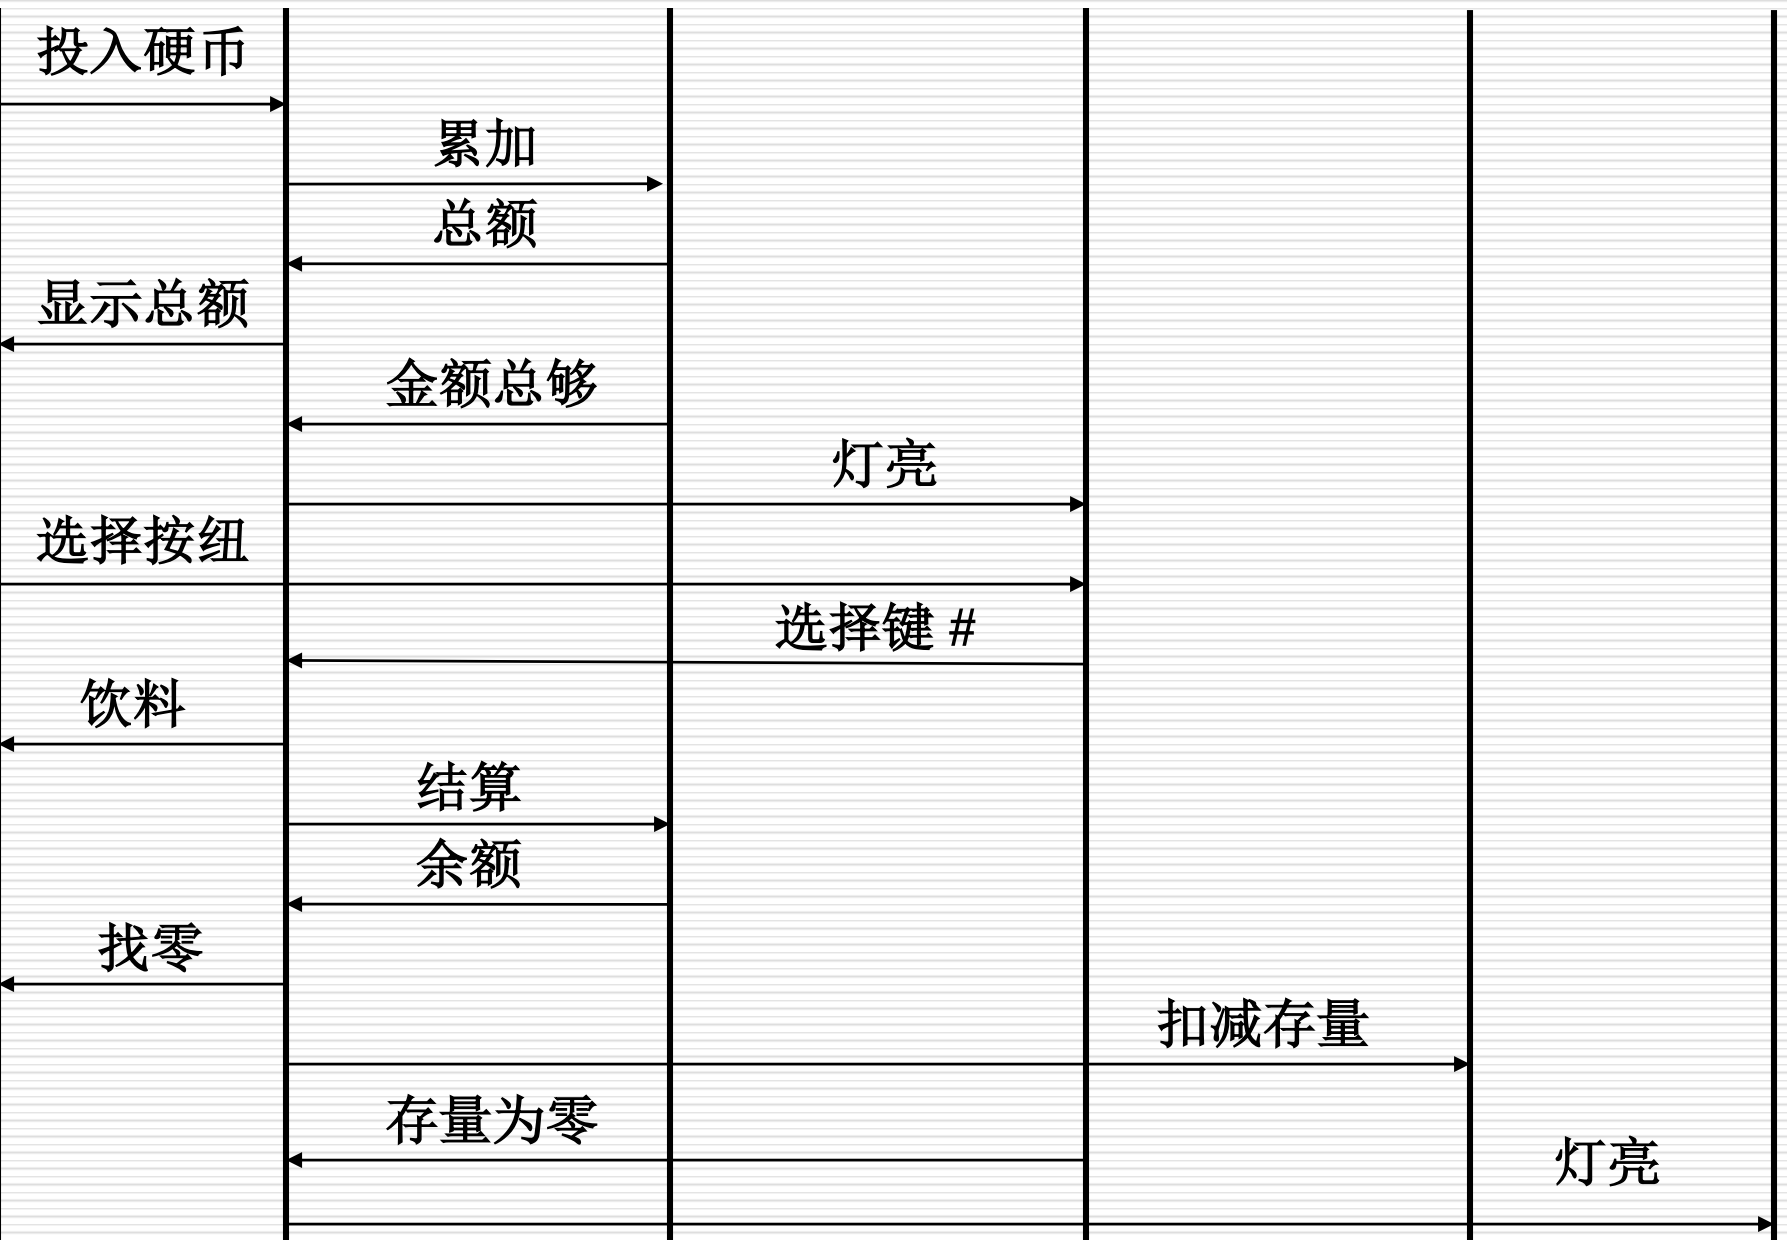 投入硬币
累加
总额
显示总额
金额总够
灯亮
选择按纽
选择键 #
饮料
结算
余额
找零
扣减存量
存量为零
灯亮